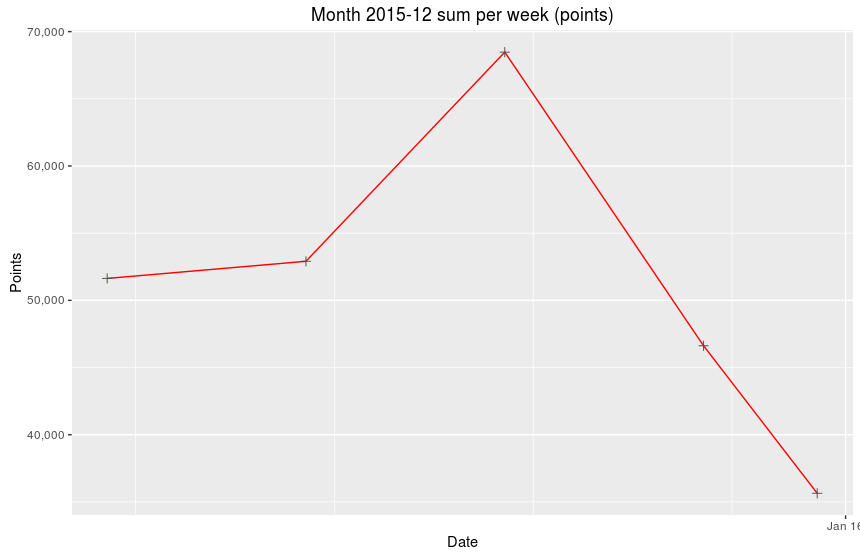 Month 2015-12 sum per week (points)
70,000
60,000
50,000
40,000
Points
Jan 16
Date